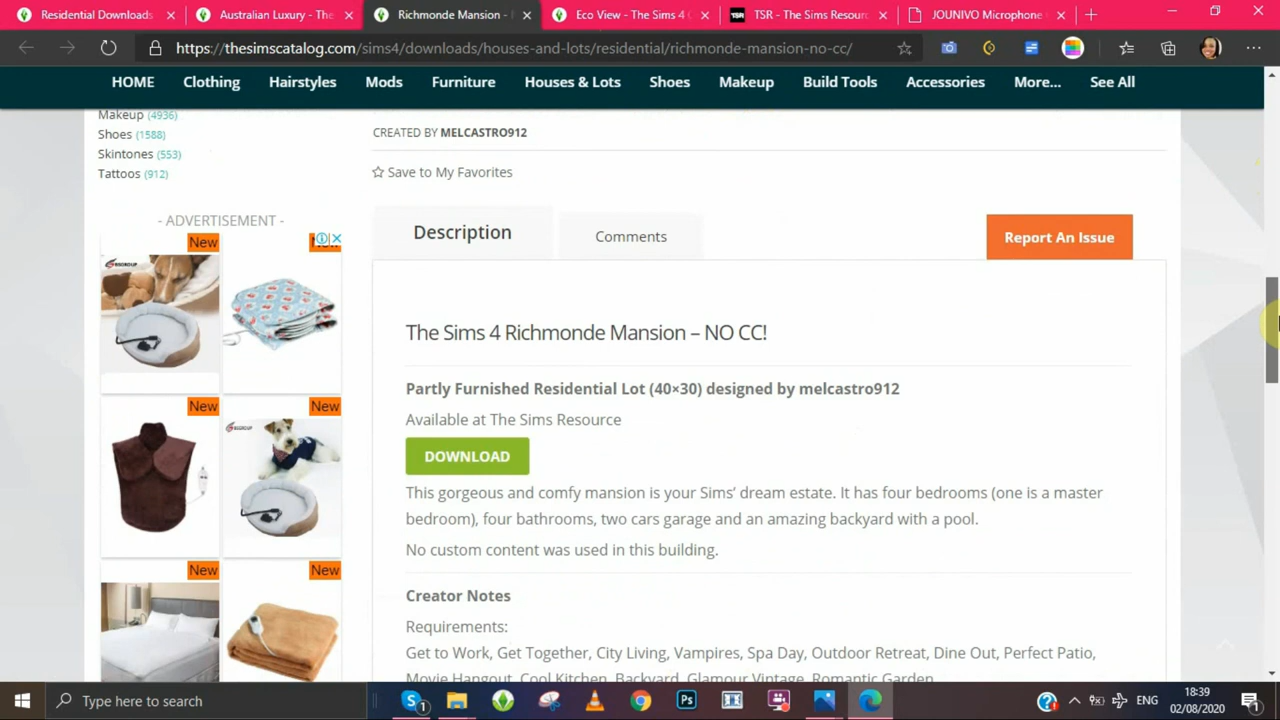 Residential Downloads
Australian Luxury - The
Richmonde Mansion -
Eco View - The Sims 4
TSR - The Sims Resourc
JOUNIVO Microphone
https://thesimscatalog.com/sims4/downloads/houses-and-lots/residential/richmonde-mansion-no-cc/
HOME Clothing Hairstyles Mods Furniture Houses & Lots Shoes Makeup Build Tools Accessories More... See All
Makeup (4936)
Shoes (1588)
Skintones (553)
Tattoos (912)
- ADVERTISEMENT -
New
New
New
New
New
CREATED BY MELCASTRO912
Save to My Favorites
Description
Comments
Report An Issue
The Sims 4 Richmonde Mansion – NO CC!
Partly Furnished Residential Lot (40×30) designed by melcastro912
Available at The Sims Resource
DOWNLOAD
This gorgeous and comfy mansion is your Sims’ dream estate. It has four bedrooms (one is a master
bedroom), four bathrooms, two cars garage and an amazing backyard with a pool.
No custom content was used in this building.
Creator Notes
Requirements:
Get to Work, Get Together, City Living, Vampires, Spa Day, Outdoor Retreat, Dine Out, Perfect Patio,
Movie Hangout, Cool Kitchen, Backyard, Glamour Vintage, Romantic Garden
Type here to search
ENG
18:39
02/08/2020